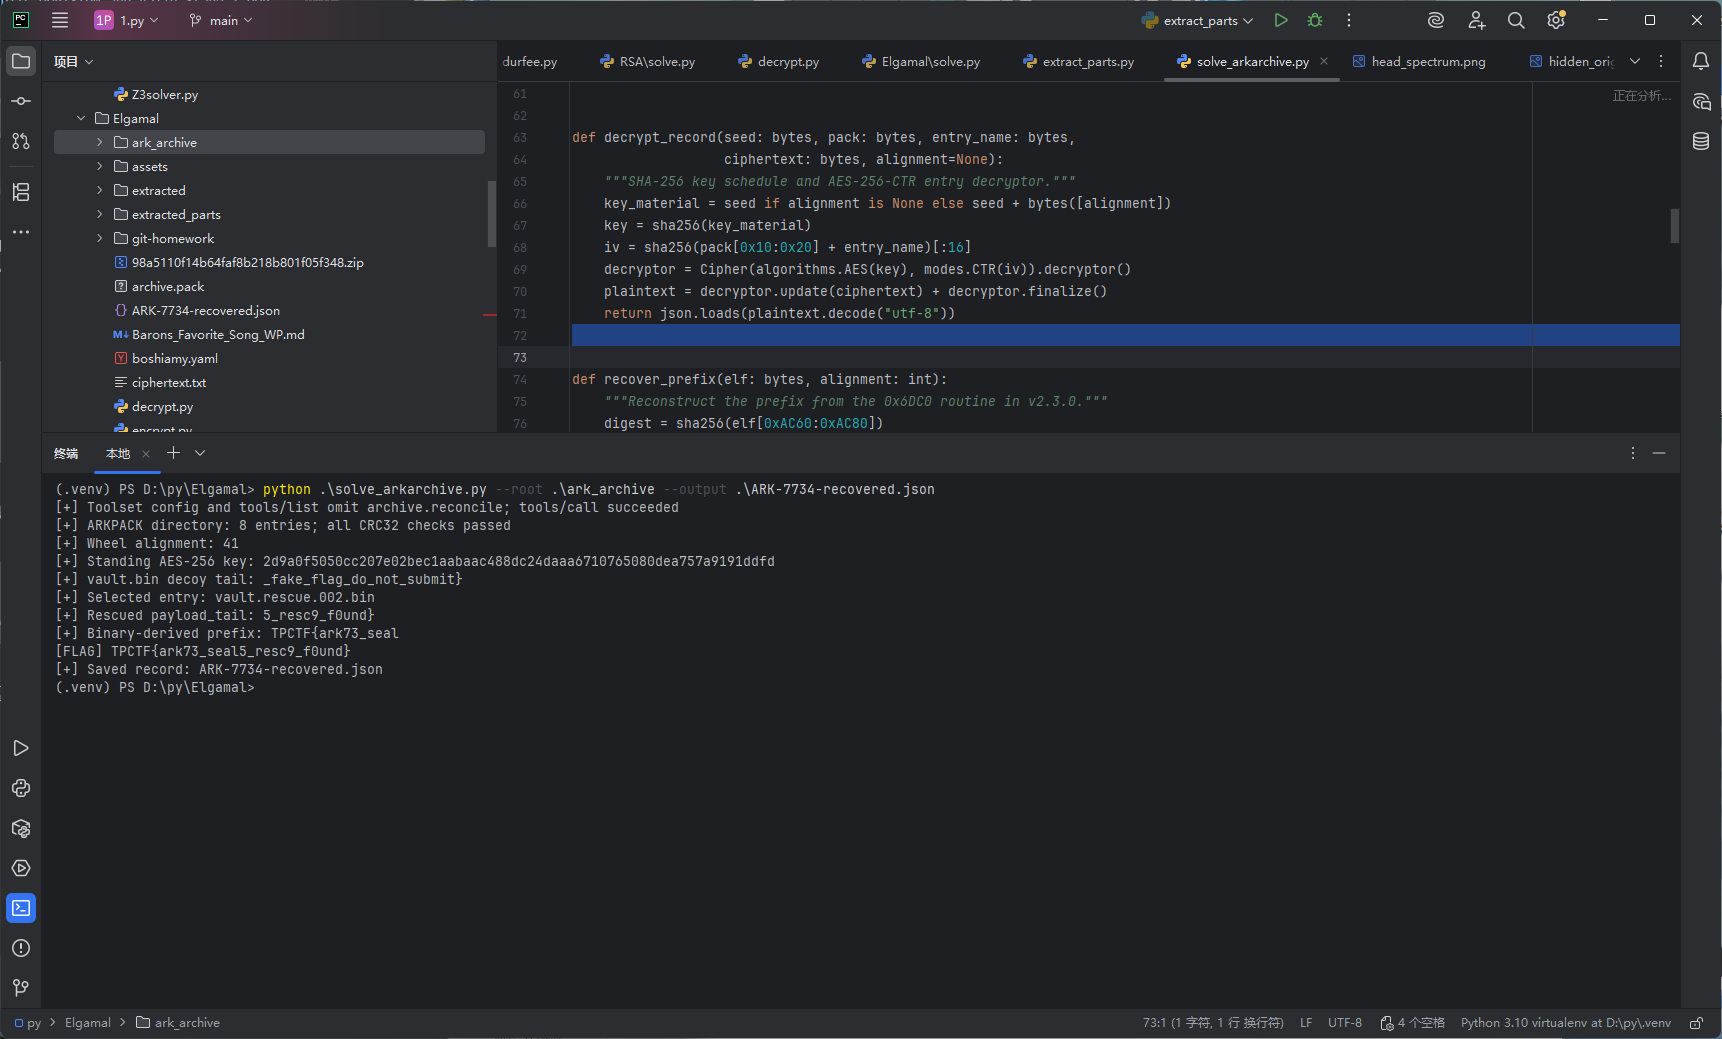 PC 1P 1.py main extract_parts
项目
durfee.py RSA\solve.py decrypt.py Elgamal\solve.py extract_parts.py solve_arkarchive.py head_spectrum.png hidden_orig
Z3solver.py
Elgamal
ark_archive
assets
extracted
extracted_parts
git-homework
98a5110f14b64faf8b218b801f05f348.zip
archive.pack
ARK-7734-recovered.json
Barons_Favorite_Song_WP.md
boshiamy.yaml
ciphertext.txt
decrypt.py
encrypt.py
正在分析...
61
62
63 def decrypt_record(seed: bytes, pack: bytes, entry_name: bytes,
64 ciphertext: bytes, alignment=None):
65 """SHA-256 key schedule and AES-256-CTR entry decryptor."""
66 key_material = seed if alignment is None else seed + bytes([alignment])
67 key = sha256(key_material)
68 iv = sha256(pack[0x10:0x20] + entry_name)[:16]
69 decryptor = Cipher(algorithms.AES(key), modes.CTR(iv)).decryptor()
70 plaintext = decryptor.update(ciphertext) + decryptor.finalize()
71 return json.loads(plaintext.decode("utf-8"))
72
73
74 def recover_prefix(elf: bytes, alignment: int):
75 """Reconstruct the prefix from the 0x6DC0 routine in v2.3.0."""
76 digest = sha256(elf[0xAC60:0xAC80])
终端 本地
(.venv) PS D:\py\Elgamal> python .\solve_arkarchive.py --root .\ark_archive --output .\ARK-7734-recovered.json
[+] Toolset config and tools/list omit archive.reconcile; tools/call succeeded
[+] ARKPACK directory: 8 entries; all CRC32 checks passed
[+] Wheel alignment: 41
[+] Standing AES-256 key: 2d9a0f5050cc207e02bec1aabaac488dc24daaa6710765080dea757a9191ddfd
[+] vault.bin decoy tail: _fake_flag_do_not_submit}
[+] Selected entry: vault.rescue.002.bin
[+] Rescued payload_tail: 5_resc9_f0und}
[+] Binary-derived prefix: TPCTF{ark73_seal
[FLAG] TPCTF{ark73_seal5_resc9_f0und}
[+] Saved record: ARK-7734-recovered.json
(.venv) PS D:\py\Elgamal>
py Elgamal ark_archive 73:1 (1 字符, 1 行 换行符) LF UTF-8 4 个空格 Python 3.10 virtualenv at D:\py\.venv